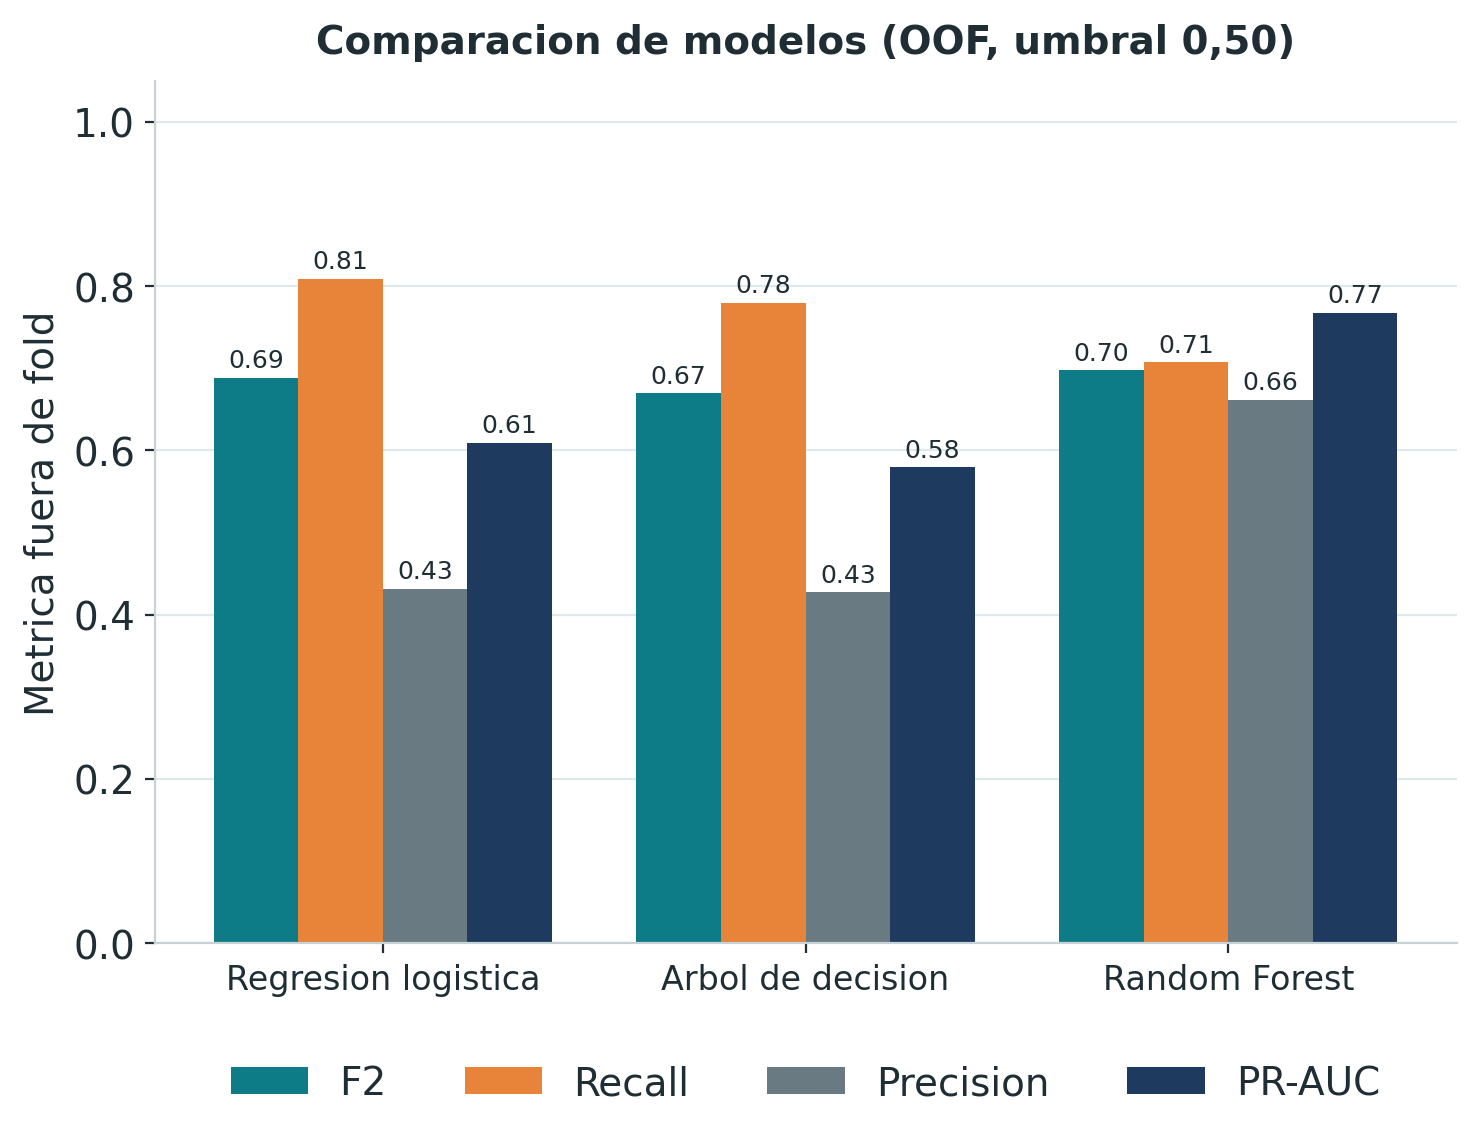 Comparacion de modelos (OOF, umbral 0,50)
Metrica fuera de fold
1.0
0.8
0.6
0.4
0.2
0.0
0.69
0.81
0.43
0.61
0.67
0.78
0.43
0.58
0.70
0.71
0.66
0.77
Regresion logistica
Arbol de decision
Random Forest
F2
Recall
Precision
PR-AUC